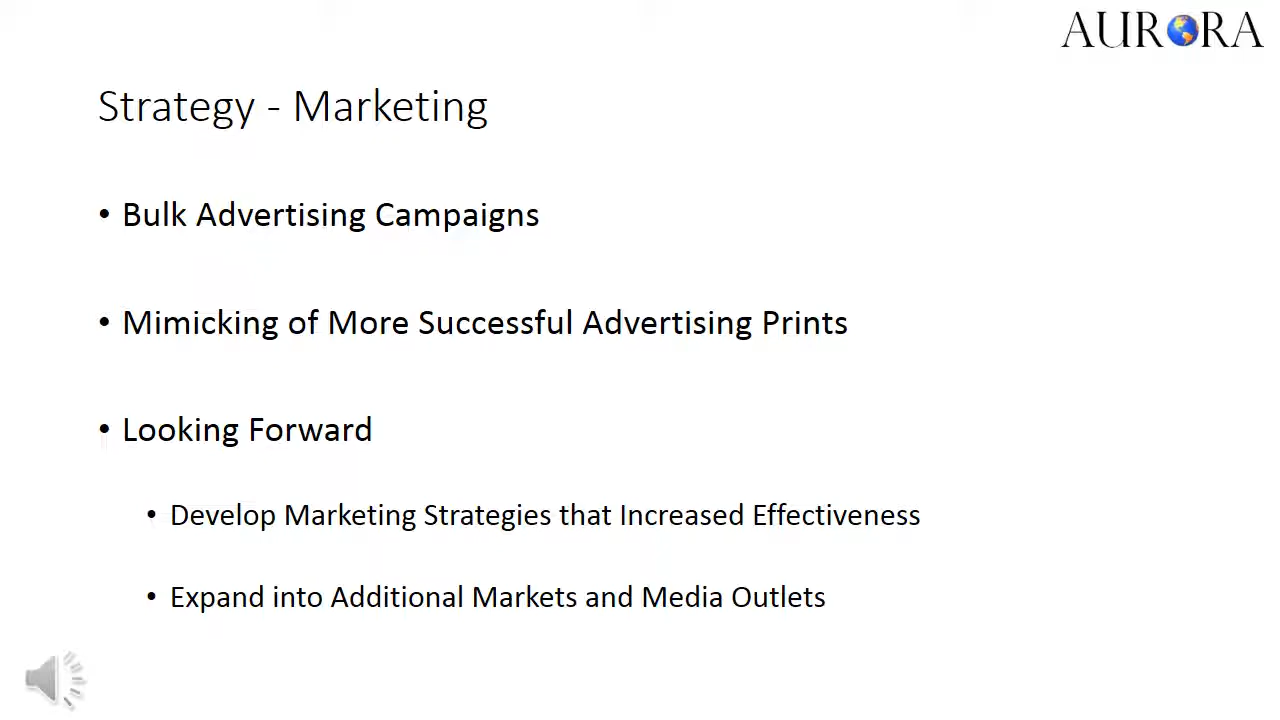 AURORA
Strategy - Marketing
• Bulk Advertising Campaigns
• Mimicking of More Successful Advertising Prints
• Looking Forward
• Develop Marketing Strategies that Increased Effectiveness
• Expand into Additional Markets and Media Outlets